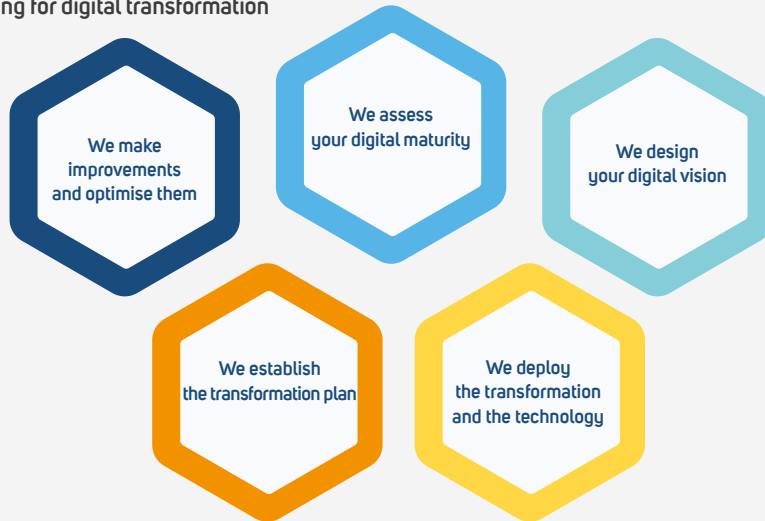 ng for digital transformation
We make
improvements
and optimise them
We assess
your digital maturity
We design
your digital vision
We establish
the transformation plan
We deploy
the transformation
and the technology